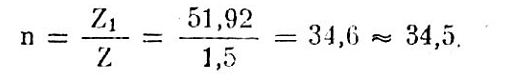 n = Z₁/Z = 51,92/1,5 = 34,6 ≈ 34,5.